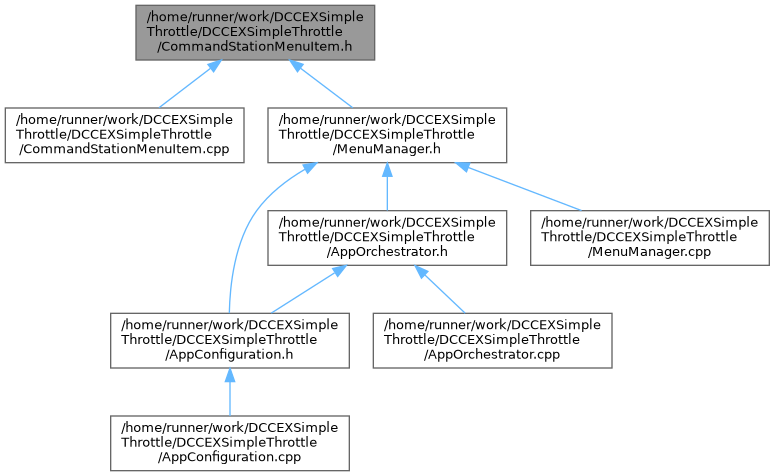 /home/runner/work/DCCEXSimple
Throttle/DCCEXSimpleThrottle
/CommandStationMenuItem.h
/home/runner/work/DCCEXSimple
Throttle/DCCEXSimpleThrottle
/CommandStationMenuItem.cpp
/home/runner/work/DCCEXSimple
Throttle/DCCEXSimpleThrottle
/MenuManager.h
/home/runner/work/DCCEXSimple
Throttle/DCCEXSimpleThrottle
/AppOrchestrator.h
/home/runner/work/DCCEXSimple
Throttle/DCCEXSimpleThrottle
/MenuManager.cpp
/home/runner/work/DCCEXSimple
Throttle/DCCEXSimpleThrottle
/AppConfiguration.h
/home/runner/work/DCCEXSimple
Throttle/DCCEXSimpleThrottle
/AppOrchestrator.cpp
/home/runner/work/DCCEXSimple
Throttle/DCCEXSimpleThrottle
/AppConfiguration.cpp